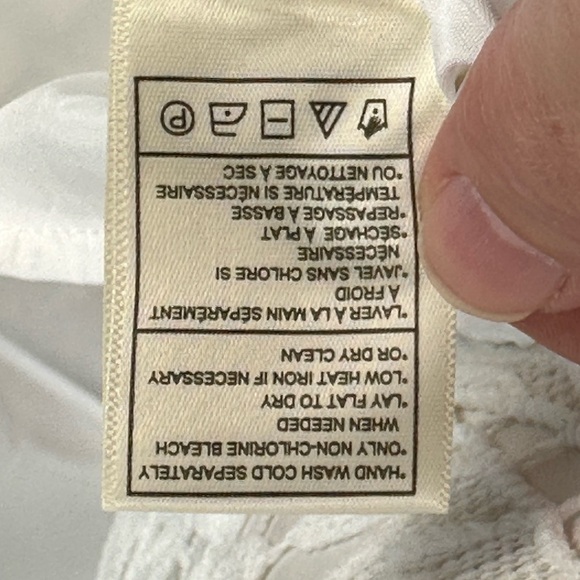 *HAND WASH COLD SEPARATELY
*ONLY NON-CHLORINE BLEACH
WHEN NEEDED
*LAY FLAT TO DRY
*LOW HEAT IRON IF NECESSARY
*OR DRY CLEAN
*LAVER À LA MAIN SÉPARÉMENT
À FROID
*JAVEL SANS CHLORE SI
NÉCESSAIRE
*SÉCHAGE À PLAT
*REPASSAGE À BASSE
TEMPÉRATURE SI NÉCESSAIRE
*OU NETTOYAGE À SEC
P